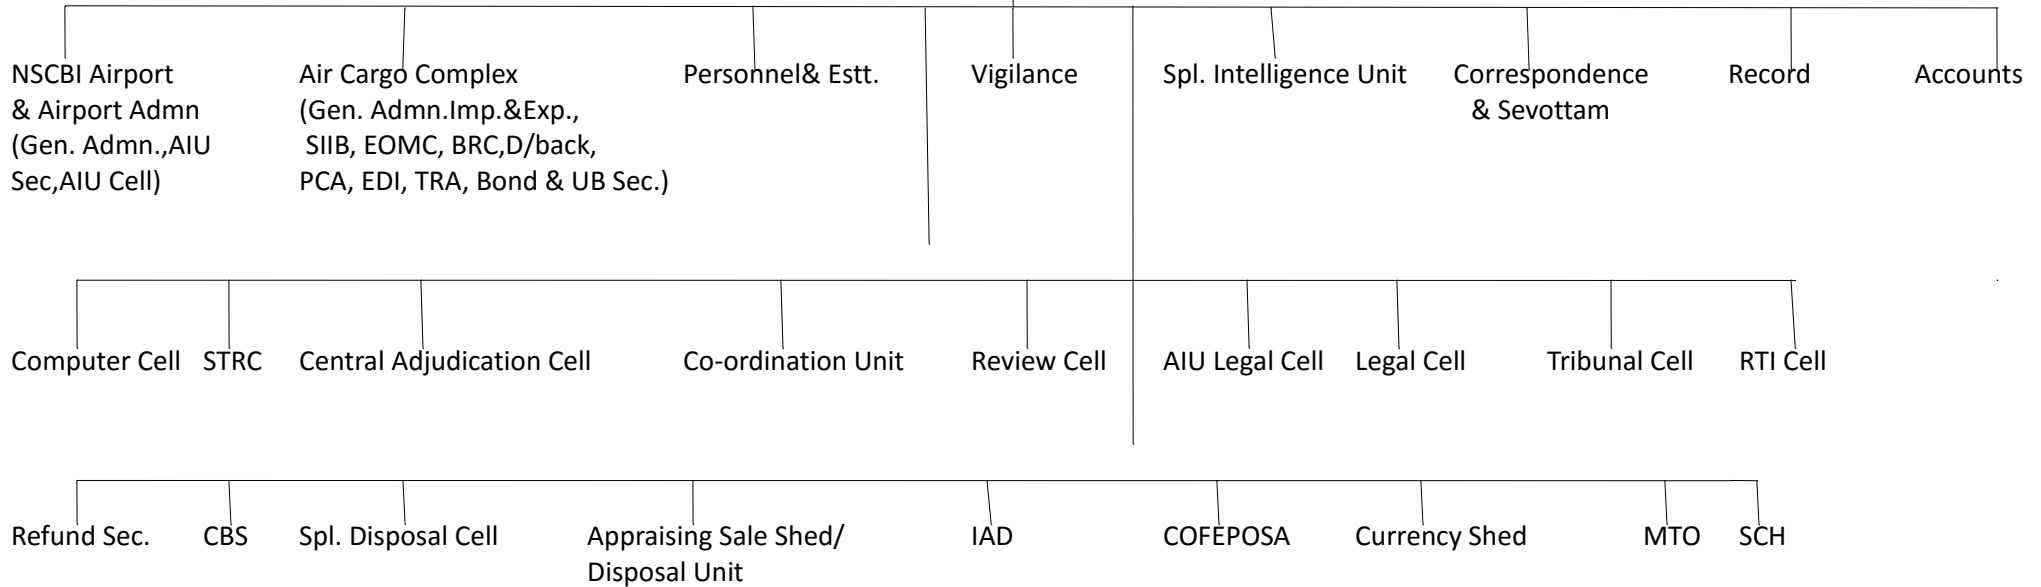 NSCBI Airport
& Airport Admn
(Gen. Admn.,AIU
Sec,AIU Cell)
Air Cargo Complex
(Gen. Admn.Imp.&Exp.,
SIIB, EOMC, BRC,D/back,
PCA, EDI, TRA, Bond & UB Sec.)
Personnel& Estt.
Vigilance
Spl. Intelligence Unit
Correspondence
& Sevottam
Record
Accounts
Computer Cell
STRC
Central Adjudication Cell
Co-ordination Unit
Review Cell
AIU Legal Cell
Legal Cell
Tribunal Cell
RTI Cell
Refund Sec.
CBS
Spl. Disposal Cell
Appraising Sale Shed/
Disposal Unit
IAD
COFEPOSA
Currency Shed
MTO
SCH